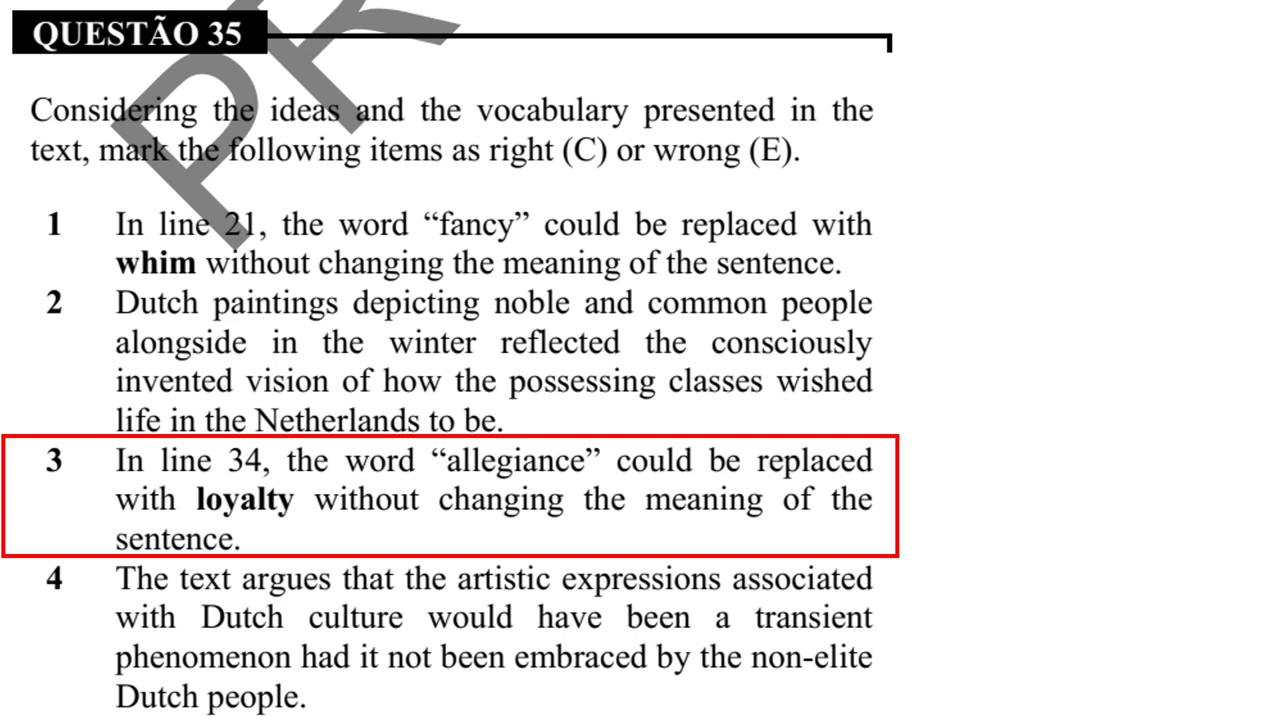 QUESTÃO 35
Considering the ideas and the vocabulary presented in the
text, mark the following items as right (C) or wrong (E).
1 In line 21, the word “fancy” could be replaced with
whim without changing the meaning of the sentence.
2 Dutch paintings depicting noble and common people
alongside in the winter reflected the consciously
invented vision of how the possessing classes wished
life in the Netherlands to be.
3 In line 34, the word “allegiance” could be replaced
with loyalty without changing the meaning of the
sentence.
4 The text argues that the artistic expressions associated
with Dutch culture would have been a transient
phenomenon had it not been embraced by the non-elite
Dutch people.